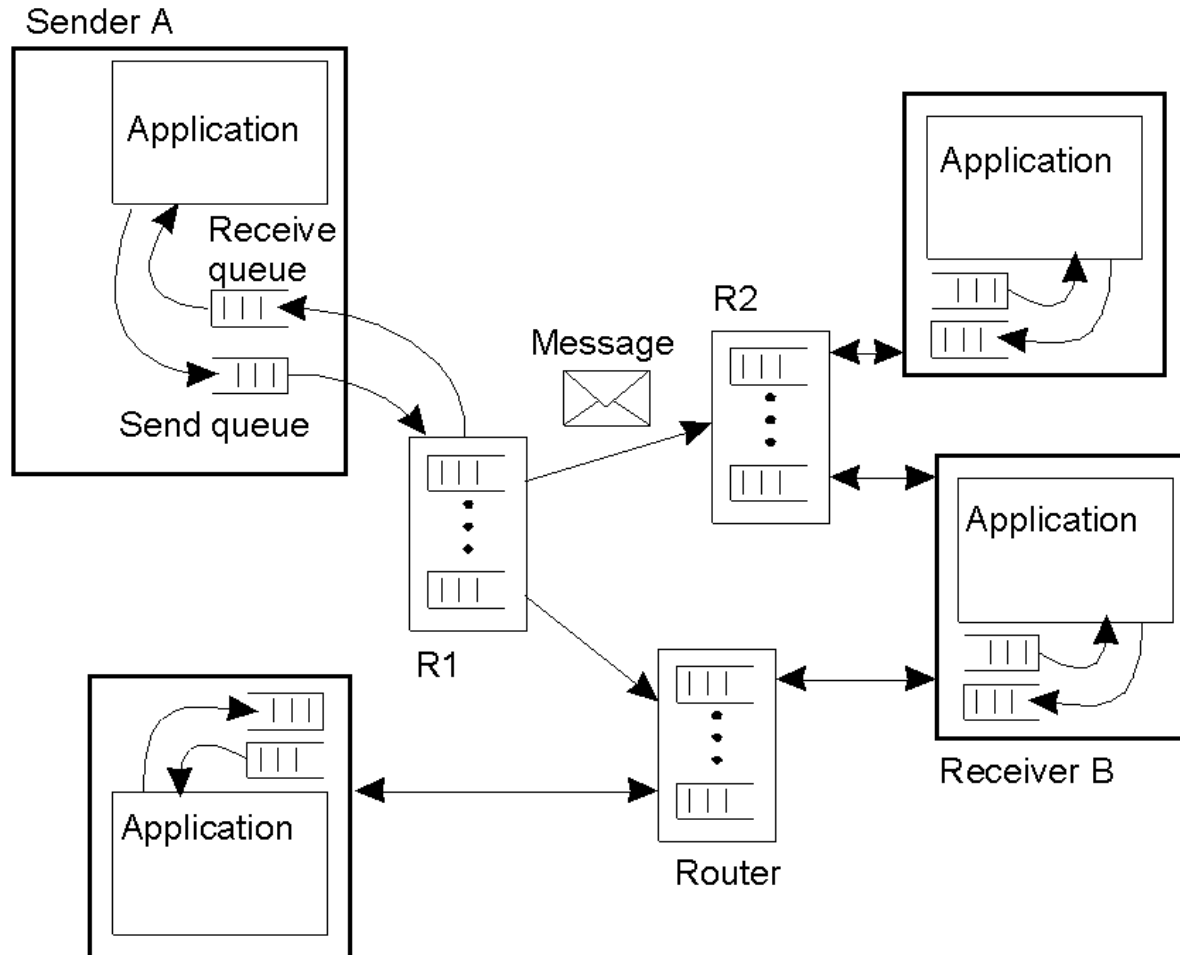 Sender A
Application
Receive
queue
Send queue
Application
R2
Message
Application
R1
Receiver B
Application
Router